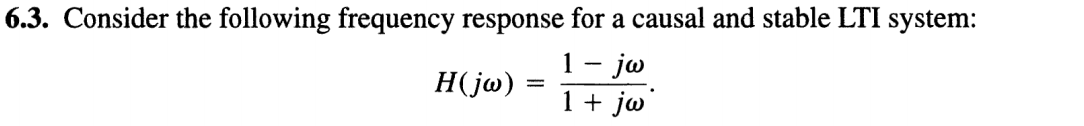 6.3. Consider the following frequency response for a causal and stable LTI system:
H(jω) = (1 − jω)/(1 + jω).